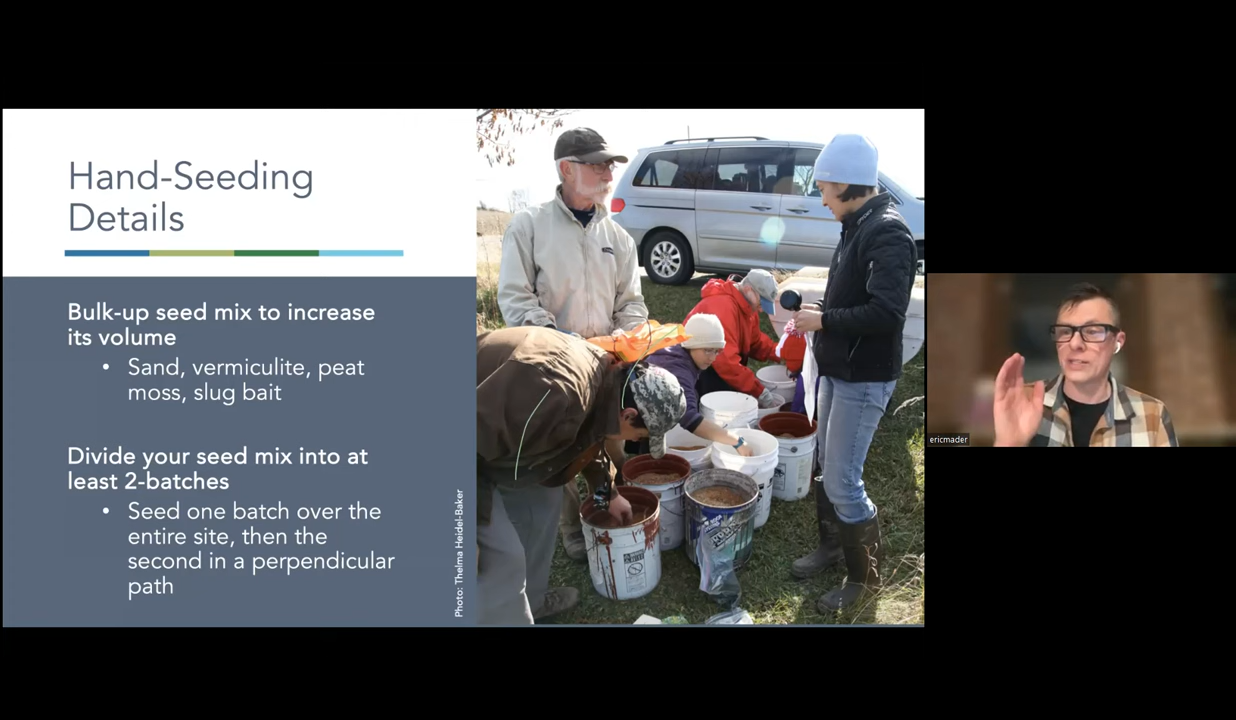 Hand-Seeding
Details
Bulk-up seed mix to increase
its volume
• Sand, vermiculite, peat
moss, slug bait
Divide your seed mix into at
least 2-batches
• Seed one batch over the
entire site, then the
second in a perpendicular
path
Photo: Thelma Heidel-Baker
ericmader